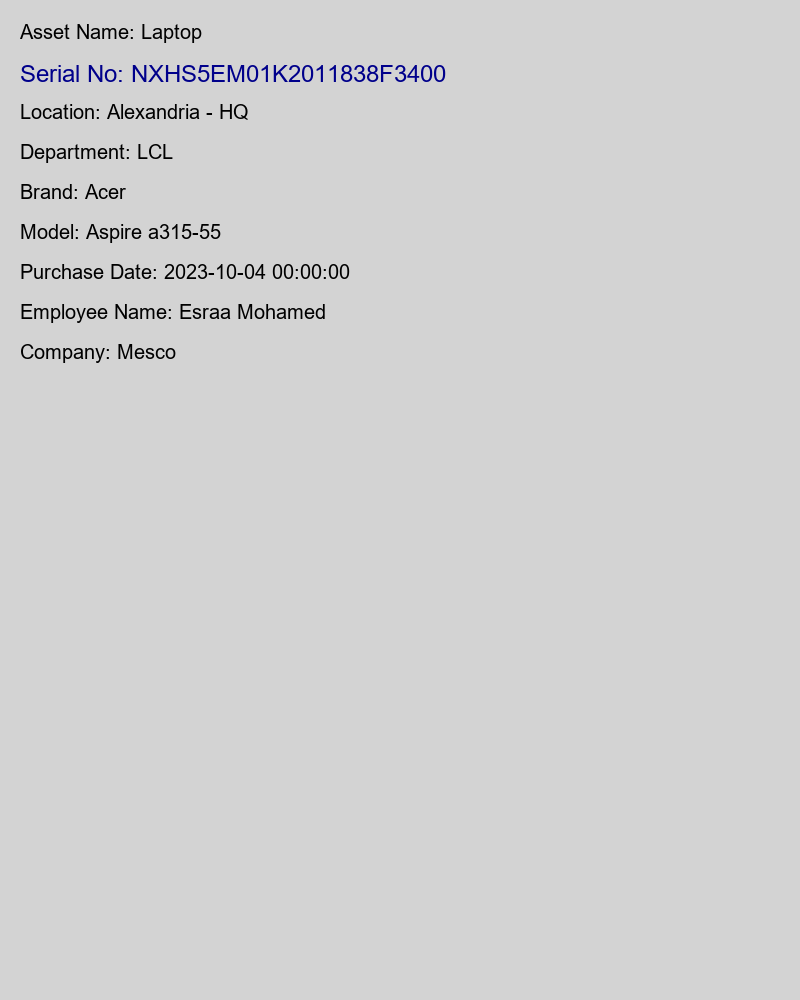 Asset Name: Laptop
Serial No: NXHS5EM01K2011838F3400
Location: Alexandria - HQ
Department: LCL
Brand: Acer
Model: Aspire a315-55
Purchase Date: 2023-10-04 00:00:00
Employee Name: Esraa Mohamed
Company: Mesco